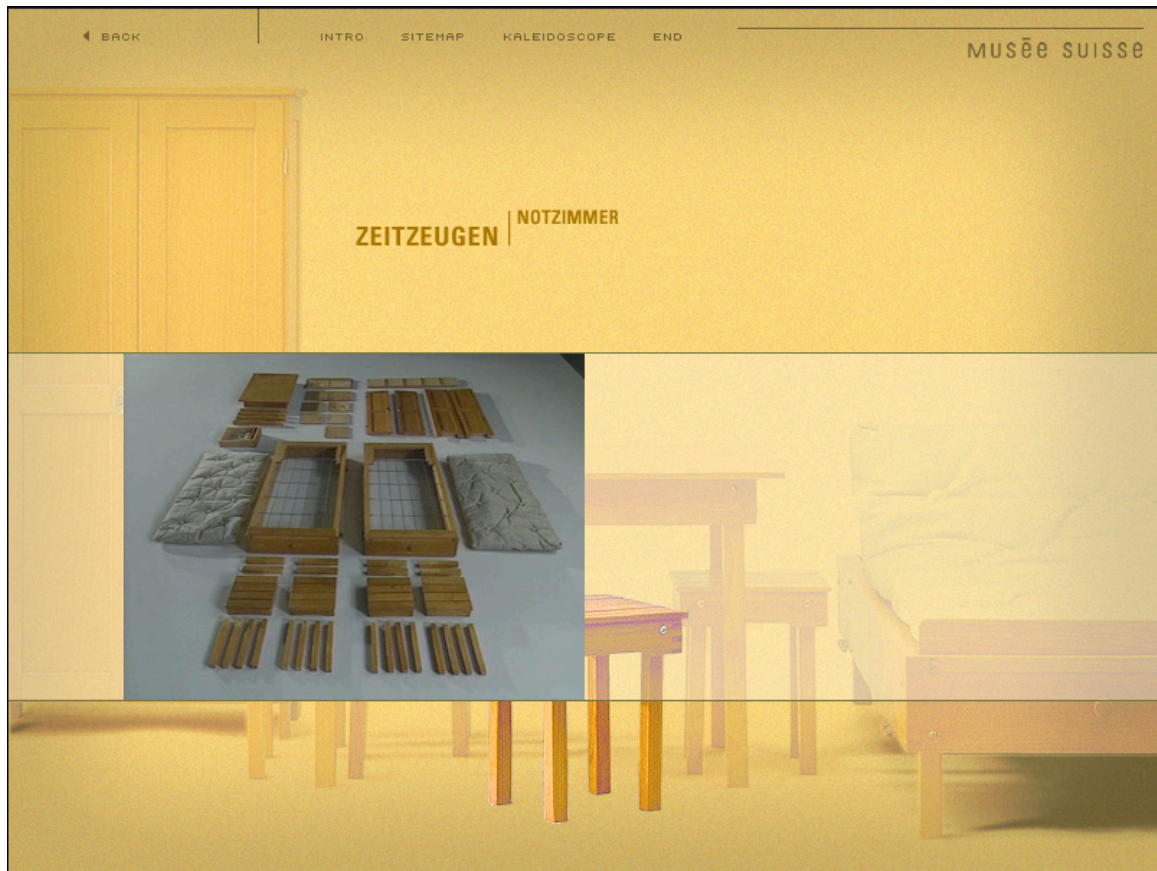 BACK
INTRO SITEMAP KALEIDOSCOPE END
MUSĒE SUISSE
ZEITZEUGEN | NOTZIMMER